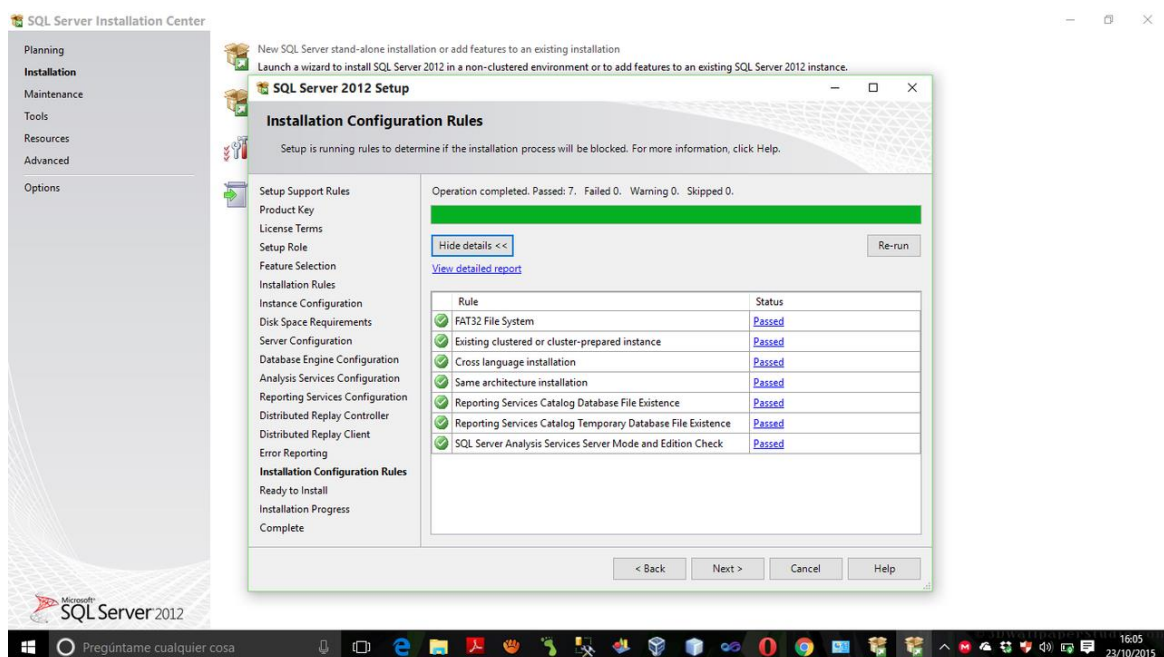 SQL Server Installation Center
Planning
Installation
Maintenance
Tools
Resources
Advanced
Options
New SQL Server stand-alone installation or add features to an existing installation
Launch a wizard to install SQL Server 2012 in a non-clustered environment or to add features to an existing SQL Server 2012 instance.
SQL Server 2012 Setup
Installation Configuration Rules
Setup is running rules to determine if the installation process will be blocked. For more information, click Help.
Setup Support Rules
Product Key
License Terms
Setup Role
Feature Selection
Installation Rules
Instance Configuration
Disk Space Requirements
Server Configuration
Database Engine Configuration
Analysis Services Configuration
Reporting Services Configuration
Distributed Replay Controller
Distributed Replay Client
Error Reporting
Installation Configuration Rules
Ready to Install
Installation Progress
Complete
Operation completed. Passed: 7. Failed 0. Warning 0. Skipped 0.
Hide details << Re-run
View detailed report
Rule Status
FAT32 File System Passed
Existing clustered or cluster-prepared instance Passed
Cross language installation Passed
Same architecture installation Passed
Reporting Services Catalog Database File Existence Passed
Reporting Services Catalog Temporary Database File Existence Passed
SQL Server Analysis Services Server Mode and Edition Check Passed
< Back Next > Cancel Help
Microsoft
SQL Server 2012
Pregúntame cualquier cosa
16:05
23/10/2015